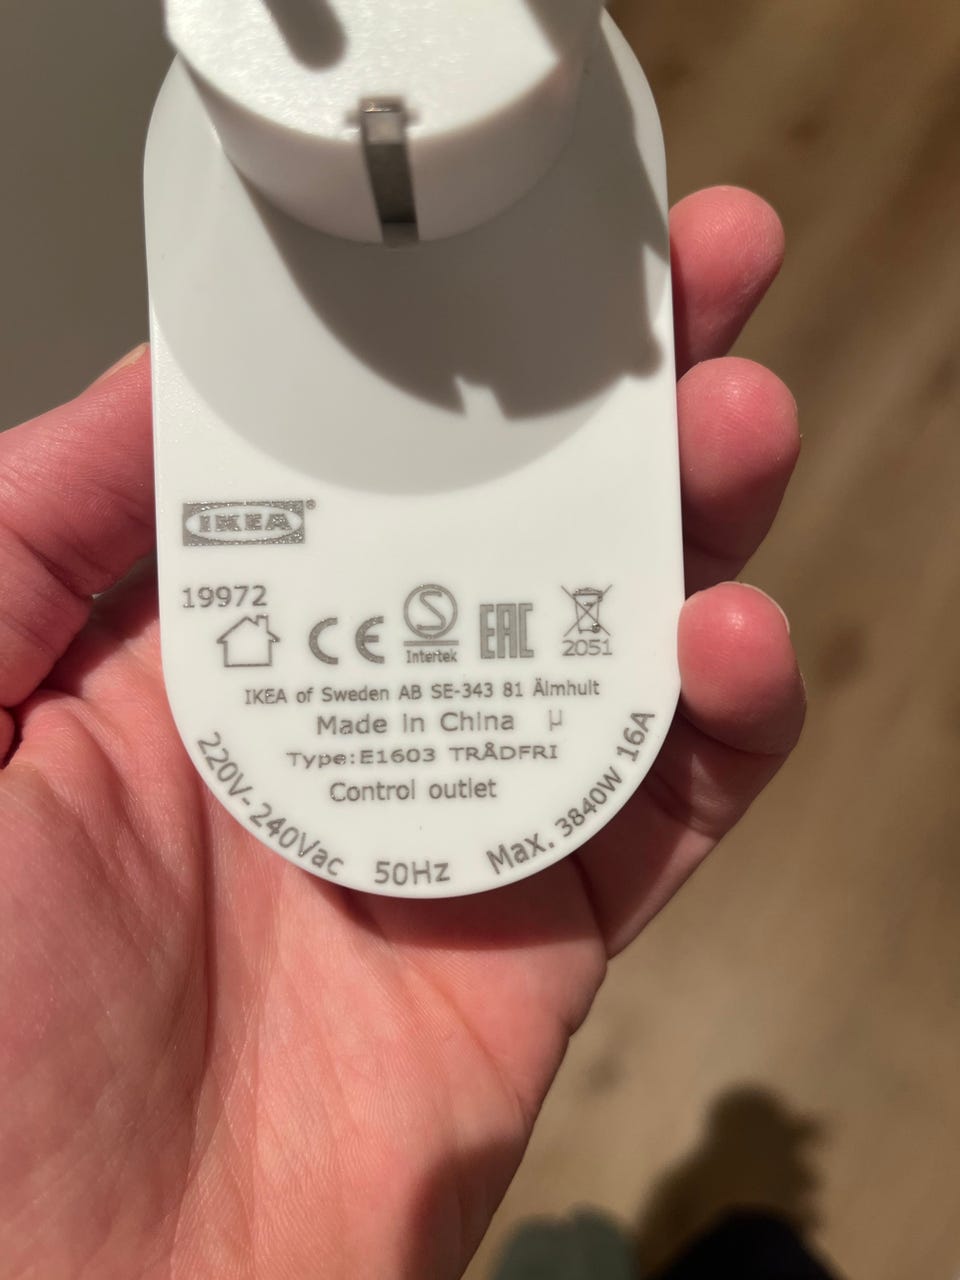 IKEA®
19972
CE
S
Intertek
EAC
2051
IKEA of Sweden AB SE-343 81 Älmhult
Made in China µ
Type:E1603 TRÅDFRI
Control outlet
220V-240Vac 50Hz Max. 3840W 16A